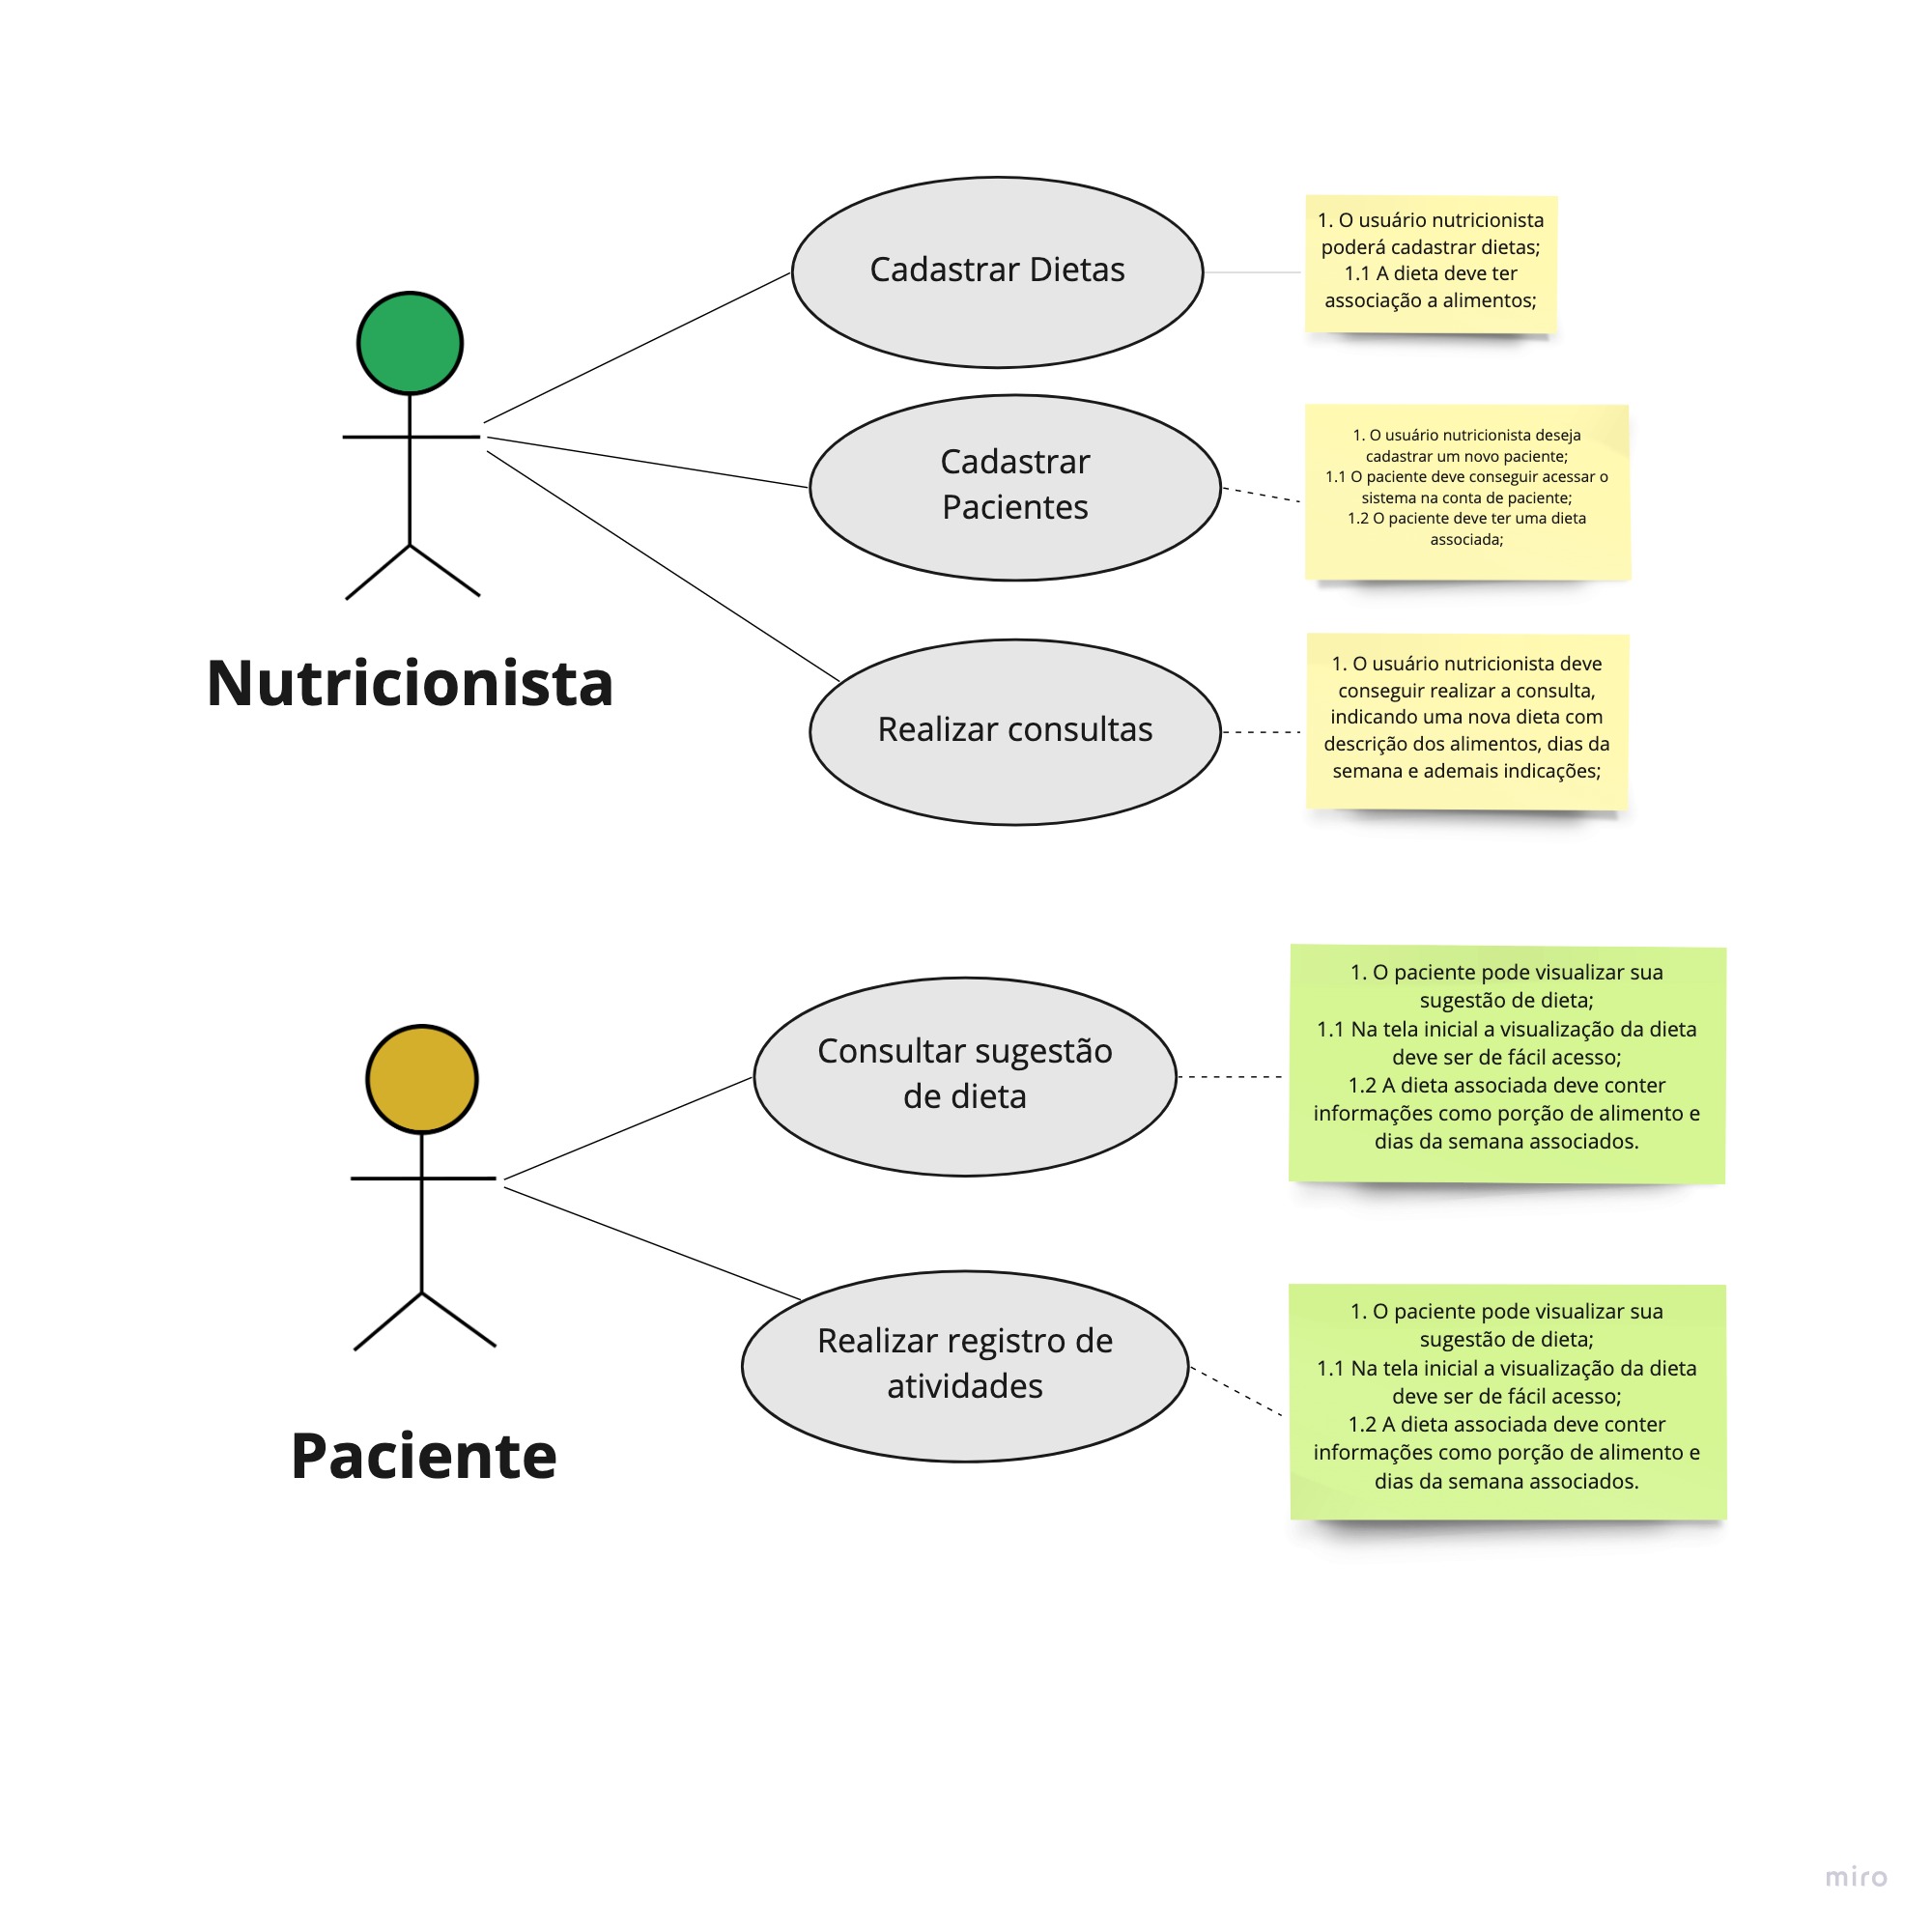 Cadastrar Dietas
1. O usuário nutricionista
poderá cadastrar dietas;
1.1 A dieta deve ter
associação a alimentos;
Cadastrar
Pacientes
1. O usuário nutricionista deseja
cadastrar um novo paciente;
1.1 O paciente deve conseguir acessar o
sistema na conta de paciente;
1.2 O paciente deve ter uma dieta
associada;
Nutricionista
Realizar consultas
1. O usuário nutricionista deve
conseguir realizar a consulta,
indicando uma nova dieta com
descrição dos alimentos, dias da
semana e ademais indicações;
Consultar sugestão
de dieta
1. O paciente pode visualizar sua
sugestão de dieta;
1.1 Na tela inicial a visualização da dieta
deve ser de fácil acesso;
1.2 A dieta associada deve conter
informações como porção de alimento e
dias da semana associados.
Realizar registro de
atividades
1. O paciente pode visualizar sua
sugestão de dieta;
1.1 Na tela inicial a visualização da dieta
deve ser de fácil acesso;
1.2 A dieta associada deve conter
informações como porção de alimento e
dias da semana associados.
Paciente
miro